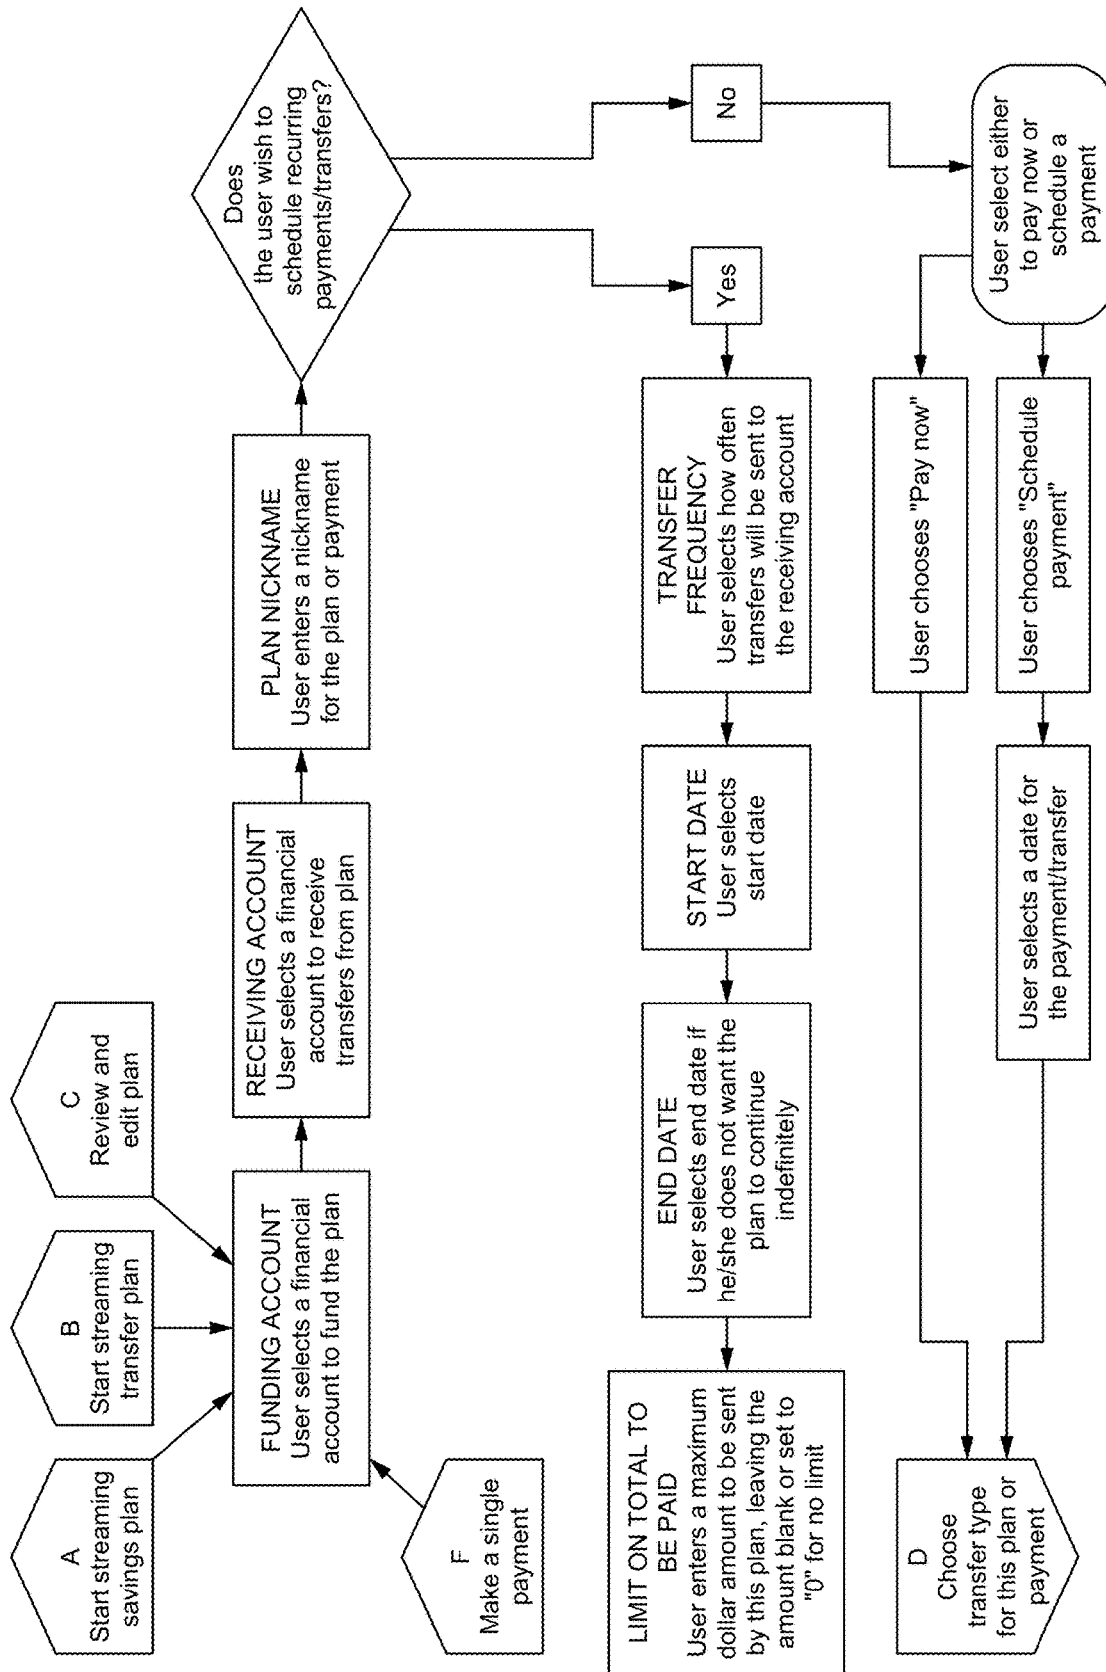 A
Start streaming
savings plan
B
Start streaming
transfer plan
C
Review and
edit plan
F
Make a single
payment
FUNDING ACCOUNT
User selects a financial
account to fund the plan
RECEIVING ACCOUNT
User selects a financial
account to receive
transfers from plan
PLAN NICKNAME
User enters a nickname
for the plan or payment
Does
the user wish to
schedule recurring
payments/transfers?
Yes
No
TRANSFER
FREQUENCY
User selects how often
transfers will be sent to
the receiving account
START DATE
User selects
start date
END DATE
User selects end date if
he/she does not want the
plan to continue
indefinitely
LIMIT ON TOTAL TO
BE PAID
User enters a maximum
dollar amount to be sent
by this plan, leaving the
amount blank or set to
"0" for no limit
User select either
to pay now or
schedule a
payment
User chooses "Pay now"
User chooses "Schedule
payment"
User selects a date for
the payment/transfer
D
Choose
transfer type
for this plan or
payment